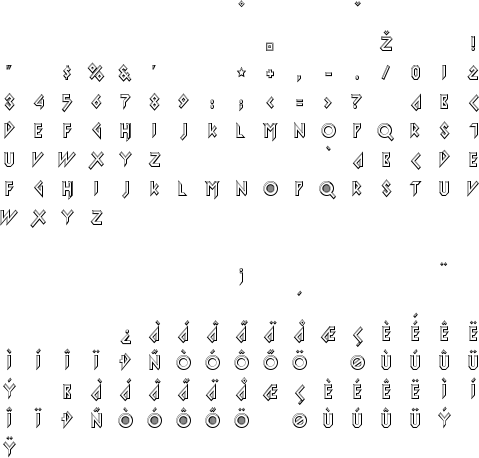 Ž !
" $ % & ' * + , - . / 0 1 2
3 4 5 6 7 8 9 : ; < = > ? A B C
D E F G H I J K L M N O P Q R S T
U V W X Y Z ` A B C D E
F G H I J K L M N O P Q R S T U V
W X Y Z
¡ ¨
´
¿ À Á Â Ã Ä Å Æ Ç È É Ê Ë
Ì Í Î Ï Ð Ñ Ò Ó Ô Õ Ö Ø Ù Ú Û Ü
Ý ß À Á Â Ã Ä Å Æ Ç È É Ê Ë Ì Í
Î Ï Ð Ñ Ò Ó Ô Õ Ö Ø Ù Ú Û Ü Ý
Ÿ